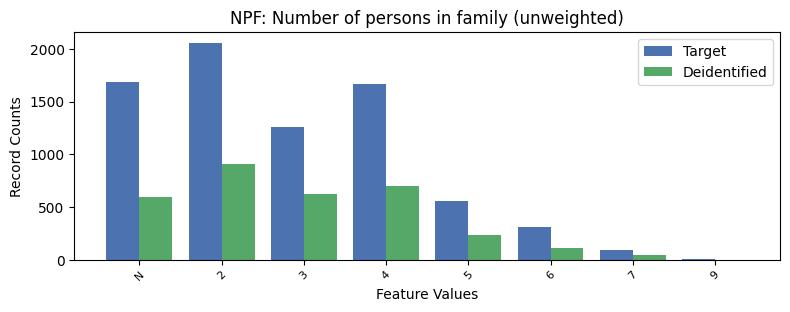 NPF: Number of persons in family (unweighted)
Target
Deidentified
Record Counts
2000
1500
1000
500
0
N 2 3 4 5 6 7 9
Feature Values